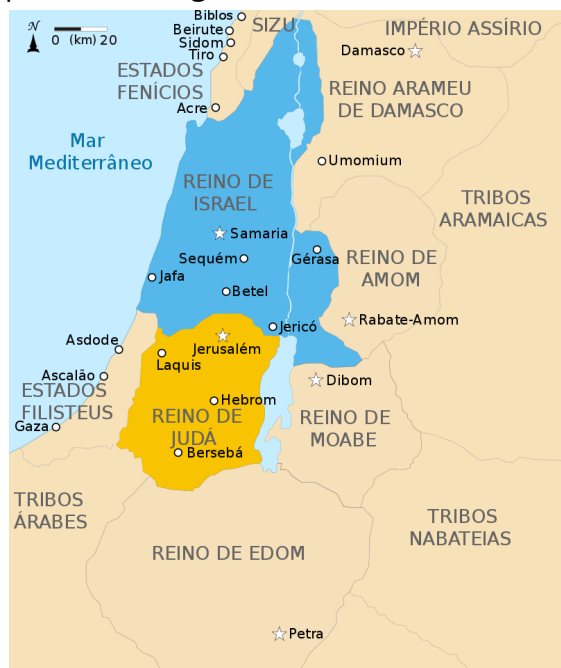 Biblos
SIZU
IMPÉRIO ASSÍRIO
Beirute
N
0 (km) 20
Sidom
Tiro
Damasco
ESTADOS
FENÍCIOS
REINO ARAMEU
DE DAMASCO
Acre
Mar
Mediterrâneo
Umomium
REINO DE
ISRAEL
TRIBOS
ARAMAICAS
Samaria
Sequém
Gérasa
REINO DE
AMOM
Jafa
Betel
Rabate-Amom
Jericó
Asdode
Jerusalém
Laquis
Ascalão
Dibom
ESTADOS
FILISTEUS
Hebrom
REINO DE
JUDÁ
REINO DE
MOABE
Gaza
Bersebá
TRIBOS
ÁRABES
TRIBOS
NABATEIAS
REINO DE EDOM
Petra